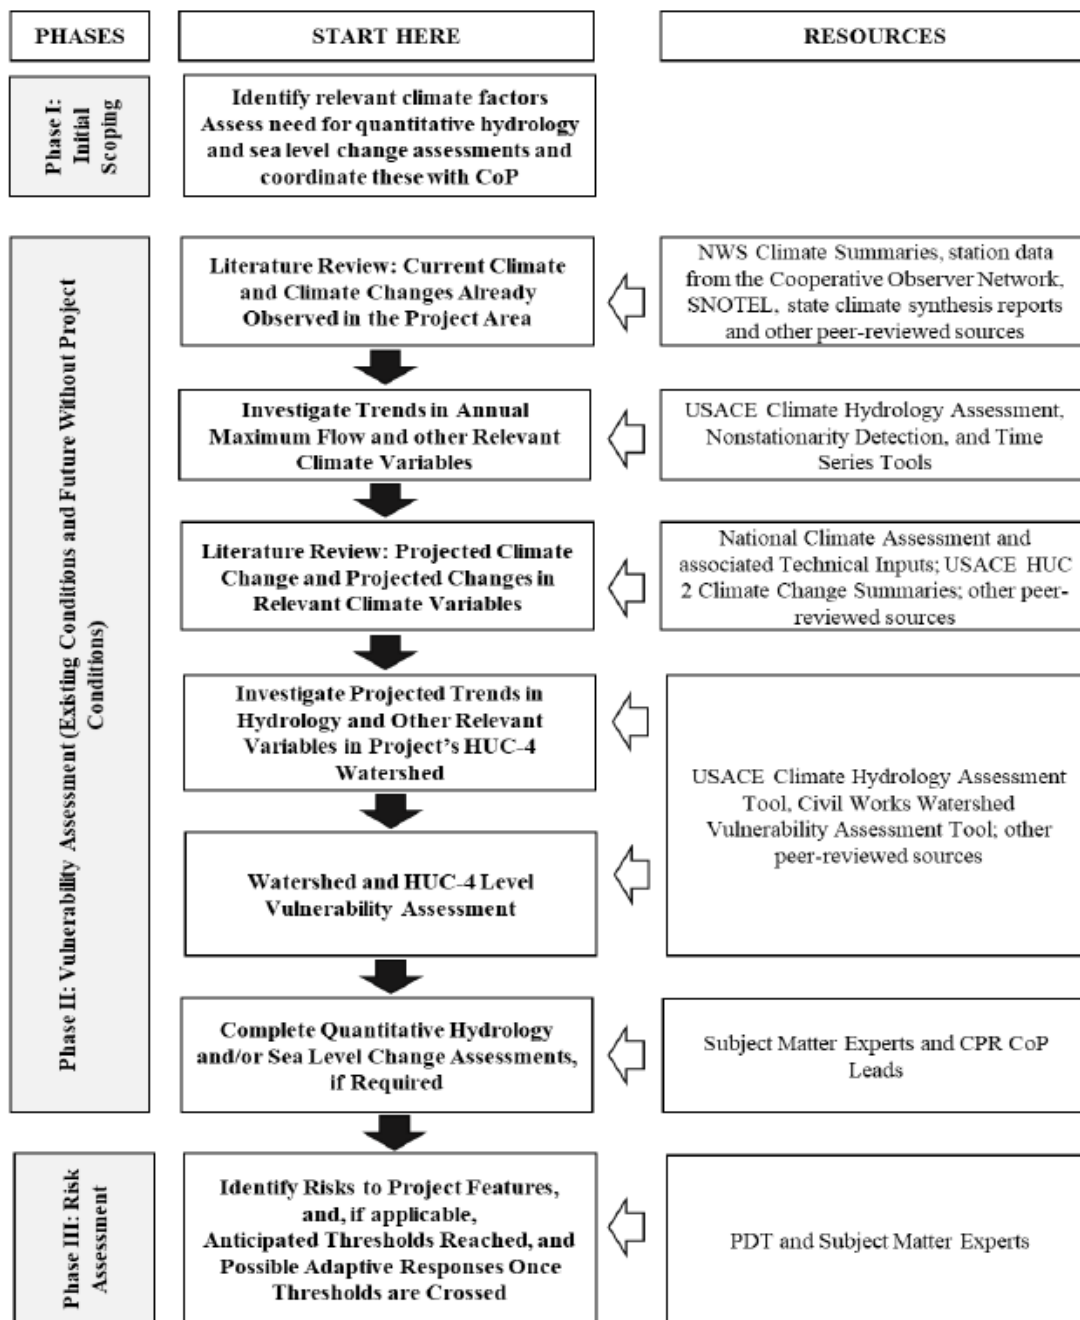 PHASES
START HERE
RESOURCES
Phase I:
Initial
Scoping
Identify relevant climate factors
Assess need for quantitative hydrology
and sea level change assessments and
coordinate these with CoP
Phase II: Vulnerability Assessment (Existing Conditions and Future Without Project
Conditions)
Literature Review: Current Climate
and Climate Changes Already
Observed in the Project Area
NWS Climate Summaries, station data
from the Cooperative Observer Network,
SNOTEL, state climate synthesis reports
and other peer-reviewed sources
Investigate Trends in Annual
Maximum Flow and other Relevant
Climate Variables
USACE Climate Hydrology Assessment,
Nonstationarity Detection, and Time
Series Tools
Literature Review: Projected Climate
Change and Projected Changes in
Relevant Climate Variables
National Climate Assessment and
associated Technical Inputs; USACE HUC
2 Climate Change Summaries; other peer-
reviewed sources
Investigate Projected Trends in
Hydrology and Other Relevant
Variables in Project's HUC-4
Watershed
USACE Climate Hydrology Assessment
Tool, Civil Works Watershed
Vulnerability Assessment Tool; other
peer-reviewed sources
Watershed and HUC-4 Level
Vulnerability Assessment
Complete Quantitative Hydrology
and/or Sea Level Change Assessments,
if Required
Subject Matter Experts and CPR CoP
Leads
Phase III: Risk
Assessment
Identify Risks to Project Features,
and, if applicable,
Anticipated Thresholds Reached, and
Possible Adaptive Responses Once
Thresholds are Crossed
PDT and Subject Matter Experts